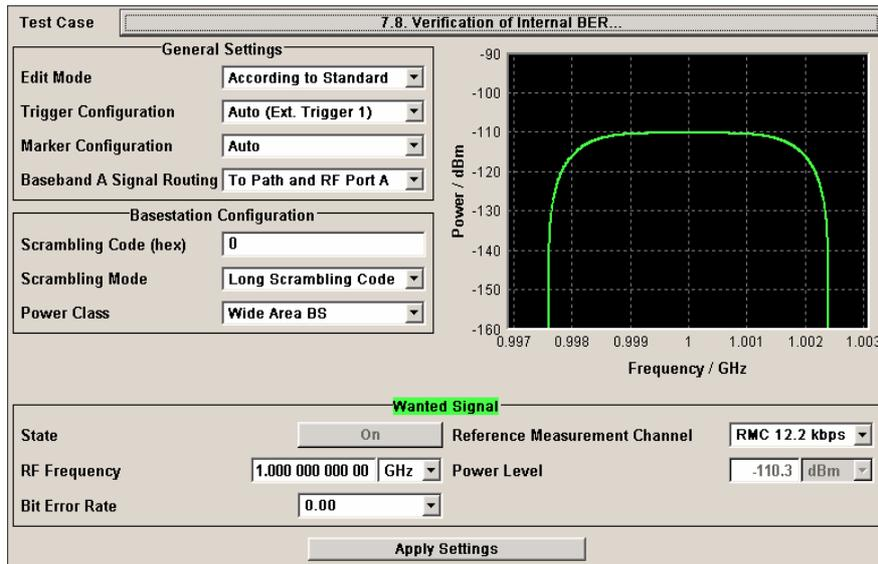 Test Case 7.8. Verification of Internal BER...
General Settings
Edit Mode According to Standard
Trigger Configuration Auto (Ext. Trigger 1)
Marker Configuration Auto
Baseband A Signal Routing To Path and RF Port A
Basestation Configuration
Scrambling Code (hex) 0
Scrambling Mode Long Scrambling Code
Power Class Wide Area BS
Power / dBm
-90
-100
-110
-120
-130
-140
-150
-160
0.997 0.998 0.999 1 1.001 1.002 1.003
Frequency / GHz
Wanted Signal
State On Reference Measurement Channel RMC 12.2 kbps
RF Frequency 1.000 000 000 00 GHz Power Level -110.3 dBm
Bit Error Rate 0.00
Apply Settings